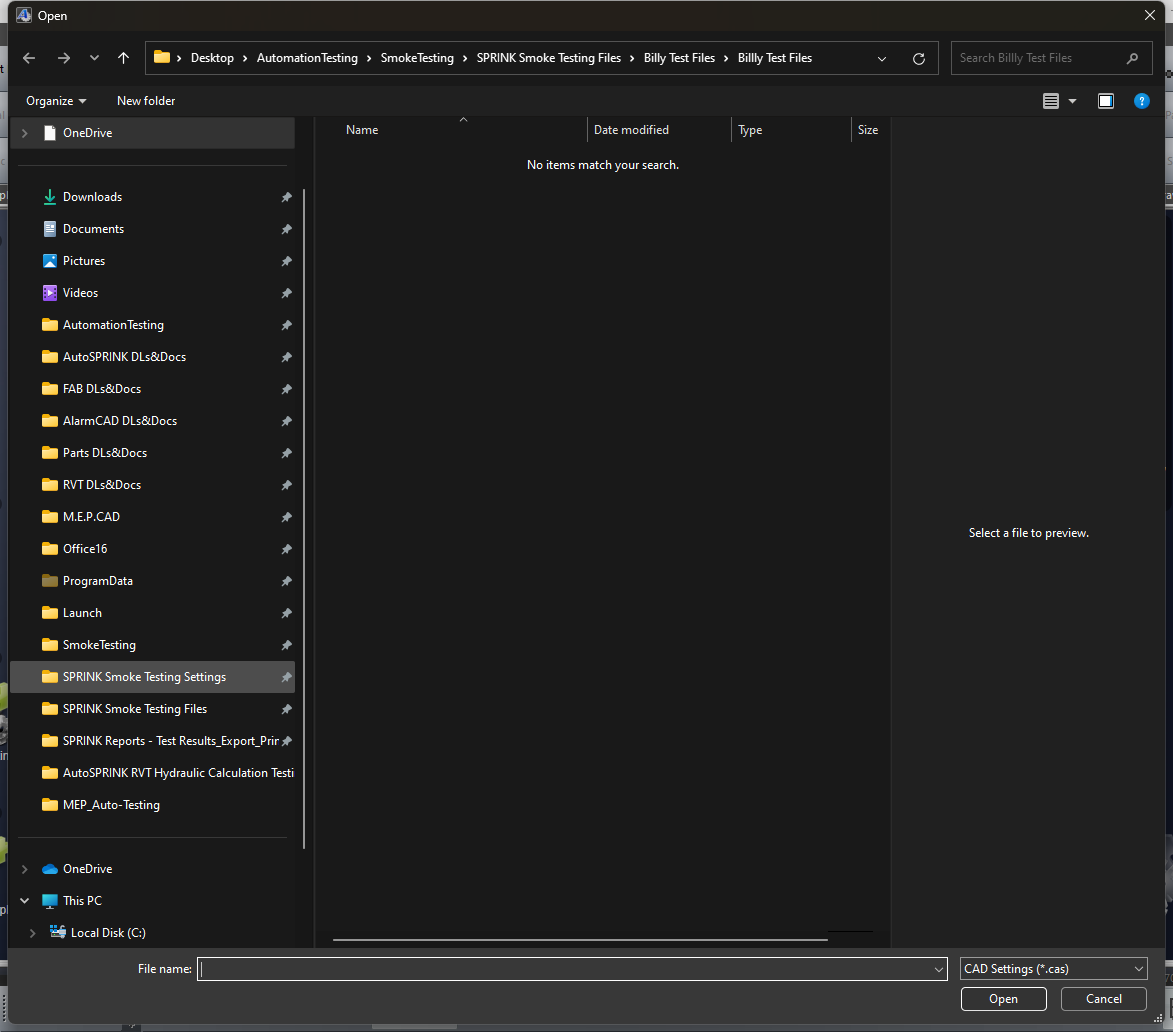 Open
Desktop > AutomationTesting > SmokeTesting > SPRINK Smoke Testing Files > Billy Test Files > Billly Test Files
Search Billly Test Files
Organize New folder
OneDrive
Name Date modified Type Size
No items match your search.
Downloads
Documents
Pictures
Videos
AutomationTesting
AutoSPRINK DLs&Docs
FAB DLs&Docs
AlarmCAD DLs&Docs
Parts DLs&Docs
RVT DLs&Docs
M.E.P.CAD
Office16
ProgramData
Launch
SmokeTesting
SPRINK Smoke Testing Settings
SPRINK Smoke Testing Files
SPRINK Reports - Test Results_Export_Prir
AutoSPRINK RVT Hydraulic Calculation Testi
MEP_Auto-Testing
Select a file to preview.
OneDrive
This PC
Local Disk (C:)
File name:
CAD Settings (*.cas)
Open Cancel